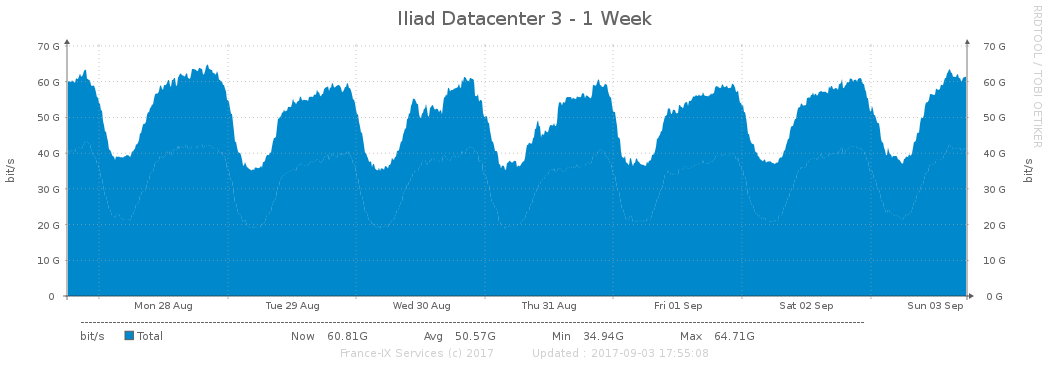 Iliad Datacenter 3 - 1 Week
RRDTOOL / TOBI OETIKER
70 G 70 G
60 G 60 G
50 G 50 G
40 G 40 G
30 G 30 G
20 G 20 G
10 G 10 G
0 0 G
bit/s bit/s
Mon 28 Aug Tue 29 Aug Wed 30 Aug Thu 31 Aug Fri 01 Sep Sat 02 Sep Sun 03 Sep
bit/s Total Now 60.81G Avg 50.57G Min 34.94G Max 64.71G
France-IX Services (c) 2017 Updated : 2017-09-03 17:55:08